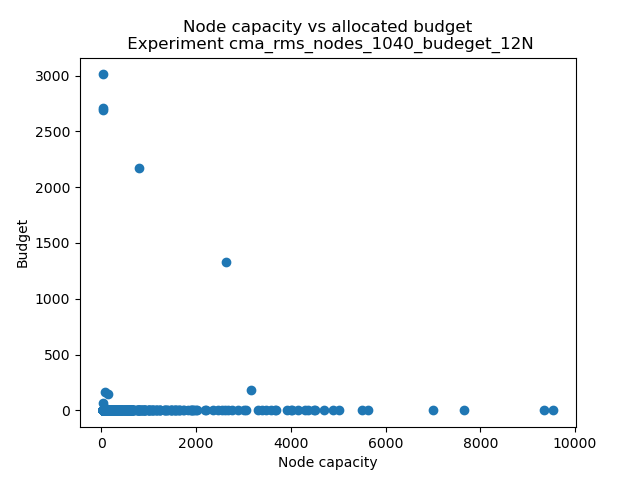 Node capacity vs allocated budget
Experiment cma_rms_nodes_1040_budeget_12N
3000
2500
2000
1500
1000
500
0
Budget
0 2000 4000 6000 8000 10000
Node capacity